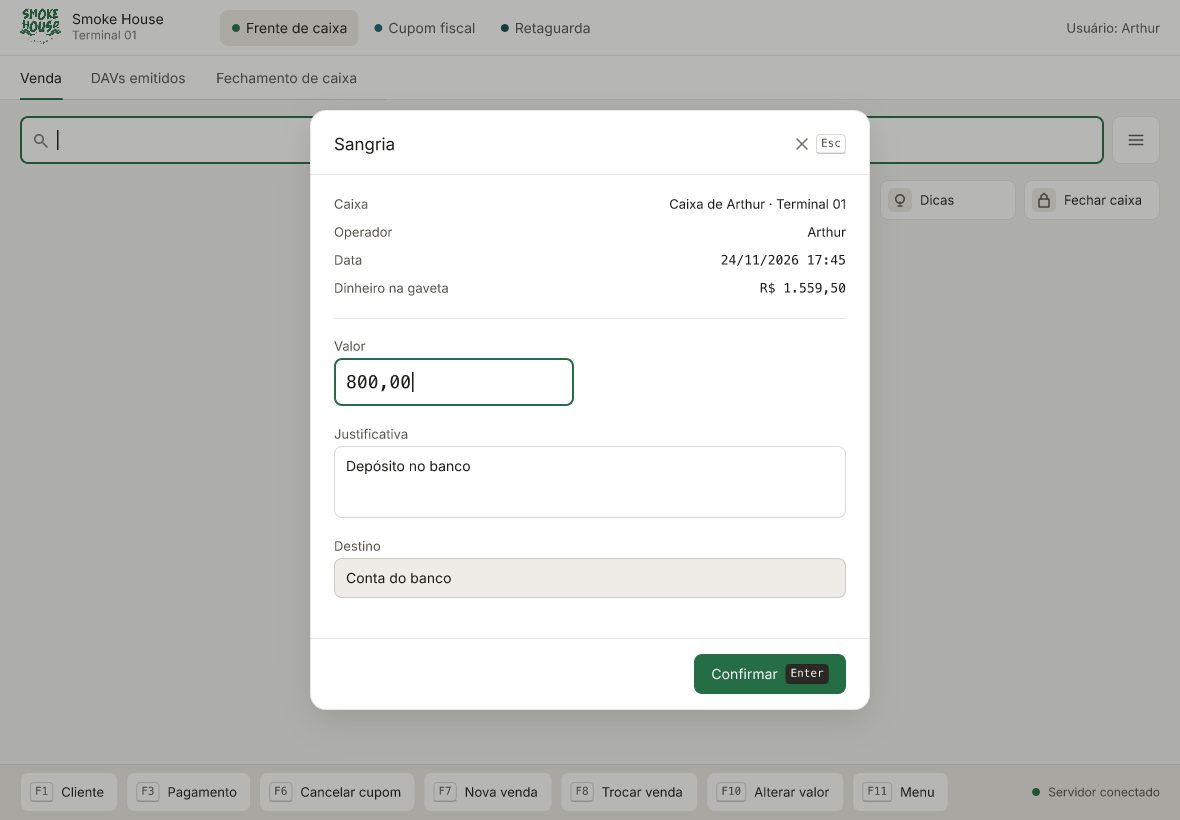 SMOKE HOUSE
Smoke House
Terminal 01
Frente de caixa
Cupom fiscal
Retaguarda
Usuário: Arthur
Venda
DAVs emitidos
Fechamento de caixa
Dicas
Fechar caixa
Sangria
Esc
Caixa
Caixa de Arthur · Terminal 01
Operador
Arthur
Data
24/11/2026 17:45
Dinheiro na gaveta
R$ 1.559,50
Valor
800,00
Justificativa
Depósito no banco
Destino
Conta do banco
Confirmar Enter
F1 Cliente
F3 Pagamento
F6 Cancelar cupom
F7 Nova venda
F8 Trocar venda
F10 Alterar valor
F11 Menu
Servidor conectado